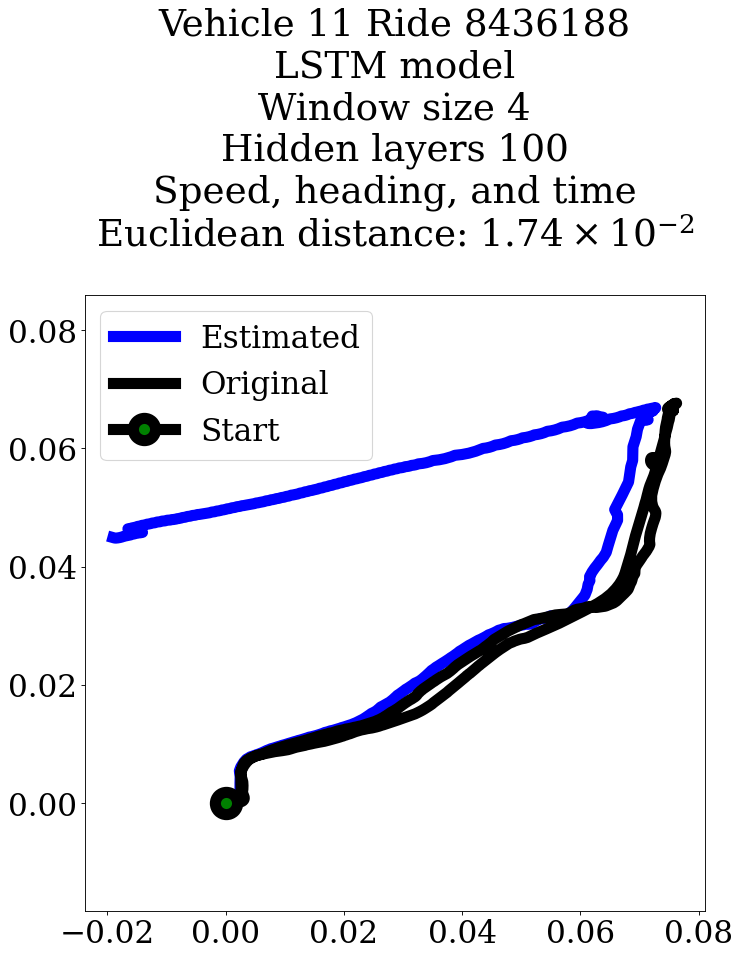 Vehicle 11 Ride 8436188
LSTM model
Window size 4
Hidden layers 100
Speed, heading, and time
Euclidean distance: 1.74 × 10⁻²
Estimated
Original
Start
0.08
0.06
0.04
0.02
0.00
−0.02 0.00 0.02 0.04 0.06 0.08